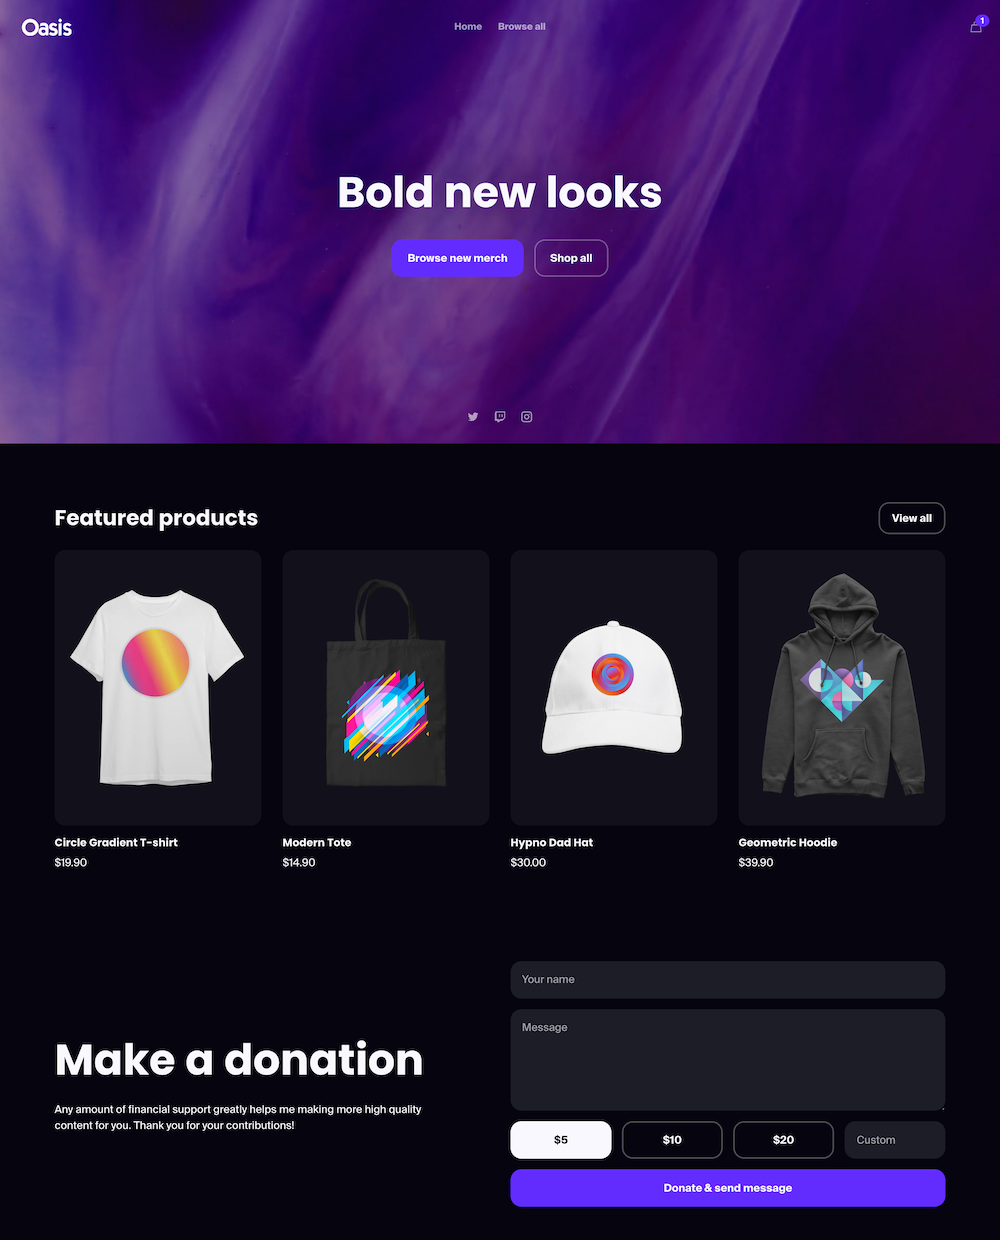 Oasis
Home
Browse all
1
Bold new looks
Browse new merch
Shop all
Featured products
View all
Circle Gradient T-shirt
$19.90
Modern Tote
$14.90
Hypno Dad Hat
$30.00
Geometric Hoodie
$39.90
Make a donation
Any amount of financial support greatly helps me making more high quality
content for you. Thank you for your contributions!
Your name
Message
$5
$10
$20
Custom
Donate & send message